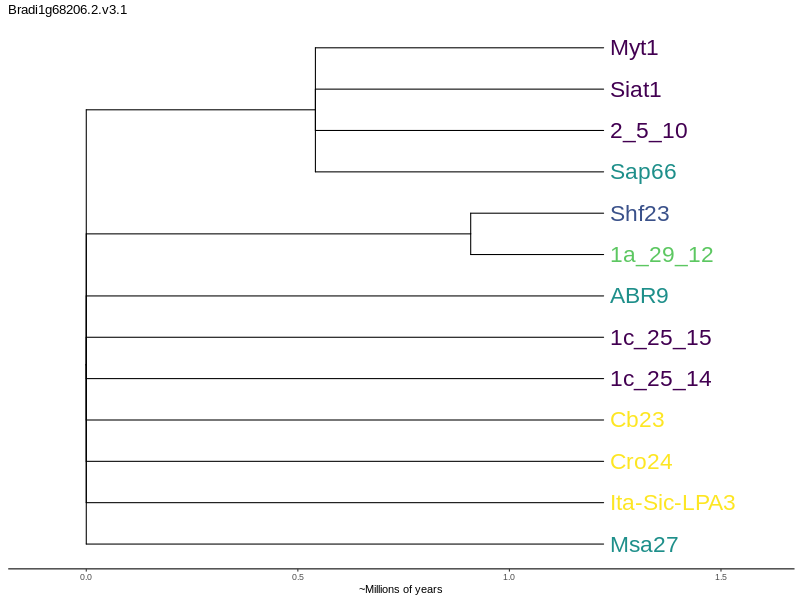 Bradi1g68206.2.v3.1
Myt1
Siat1
2_5_10
Sap66
Shf23
1a_29_12
ABR9
1c_25_15
1c_25_14
Cb23
Cro24
Ita-Sic-LPA3
Msa27
0.0 0.5 1.0 1.5
~Millions of years